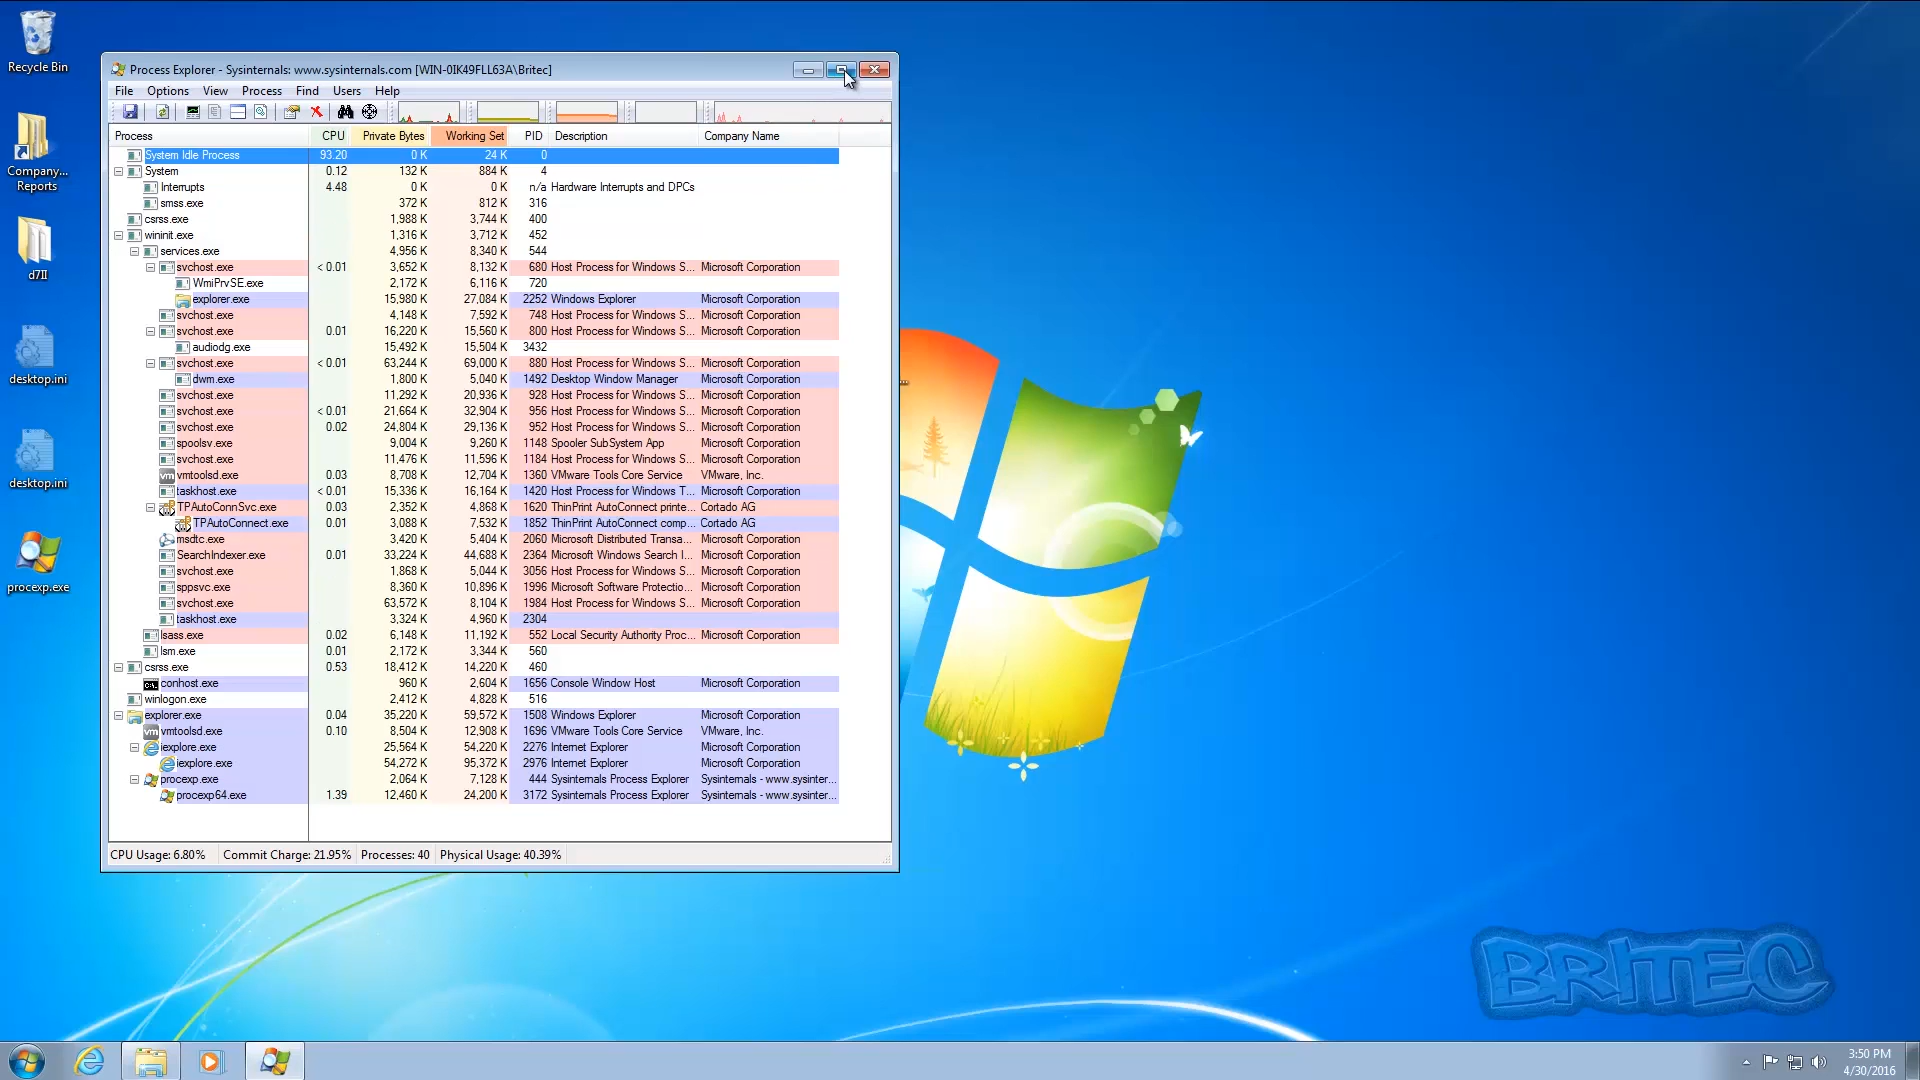 Recycle Bin
Company...
Reports
d7II
desktop.ini
desktop.ini
procexp.exe
Process Explorer - Sysinternals: www.sysinternals.com [WIN-0IK49FLL63A\Britec]
File Options View Process Find Users Help
Process CPU Private Bytes Working Set PID Description Company Name
System Idle Process 93.20 0 K 24 K 0
System 0.12 132 K 884 K 4
Interrupts 4.48 0 K 0 K n/a Hardware Interrupts and DPCs
smss.exe 372 K 812 K 316
csrss.exe 1,988 K 3,744 K 400
wininit.exe 1,316 K 3,712 K 452
services.exe 4,956 K 8,340 K 544
svchost.exe < 0.01 3,652 K 8,132 K 680 Host Process for Windows S... Microsoft Corporation
WmiPrvSE.exe 2,172 K 6,116 K 720
explorer.exe 15,980 K 27,084 K 2252 Windows Explorer Microsoft Corporation
svchost.exe 4,148 K 7,592 K 748 Host Process for Windows S... Microsoft Corporation
svchost.exe 0.01 16,220 K 15,560 K 800 Host Process for Windows S... Microsoft Corporation
audiodg.exe 15,492 K 15,504 K 3432
svchost.exe < 0.01 63,244 K 69,000 K 880 Host Process for Windows S... Microsoft Corporation
dwm.exe 1,800 K 5,040 K 1492 Desktop Window Manager Microsoft Corporation
svchost.exe 11,292 K 20,936 K 928 Host Process for Windows S... Microsoft Corporation
svchost.exe < 0.01 21,664 K 32,904 K 956 Host Process for Windows S... Microsoft Corporation
svchost.exe 0.02 24,804 K 29,136 K 952 Host Process for Windows S... Microsoft Corporation
spoolsv.exe 9,004 K 9,260 K 1148 Spooler SubSystem App Microsoft Corporation
svchost.exe 11,476 K 11,596 K 1184 Host Process for Windows S... Microsoft Corporation
vmtoolsd.exe 0.03 8,708 K 12,704 K 1360 VMware Tools Core Service VMware, Inc.
taskhost.exe < 0.01 15,336 K 16,164 K 1420 Host Process for Windows T... Microsoft Corporation
TPAutoConnSvc.exe 0.03 2,352 K 4,868 K 1620 ThinPrint AutoConnect printe... Cortado AG
TPAutoConnect.exe 0.01 3,088 K 7,532 K 1852 ThinPrint AutoConnect comp... Cortado AG
msdtc.exe 3,420 K 5,404 K 2060 Microsoft Distributed Transa... Microsoft Corporation
SearchIndexer.exe 0.01 33,224 K 44,688 K 2364 Microsoft Windows Search I... Microsoft Corporation
svchost.exe 1,868 K 5,044 K 3056 Host Process for Windows S... Microsoft Corporation
sppsvc.exe 8,360 K 10,896 K 1996 Microsoft Software Protectio... Microsoft Corporation
svchost.exe 63,572 K 8,104 K 1984 Host Process for Windows S... Microsoft Corporation
taskhost.exe 3,324 K 4,960 K 2304
lsass.exe 0.02 6,148 K 11,192 K 552 Local Security Authority Proc... Microsoft Corporation
lsm.exe 0.01 2,172 K 3,344 K 560
csrss.exe 0.53 18,412 K 14,220 K 460
conhost.exe 960 K 2,604 K 1656 Console Window Host Microsoft Corporation
winlogon.exe 2,412 K 4,828 K 516
explorer.exe 0.04 35,220 K 59,572 K 1508 Windows Explorer Microsoft Corporation
vmtoolsd.exe 0.10 8,504 K 12,908 K 1696 VMware Tools Core Service VMware, Inc.
iexplore.exe 25,564 K 54,220 K 2276 Internet Explorer Microsoft Corporation
iexplore.exe 54,272 K 95,372 K 2976 Internet Explorer Microsoft Corporation
procexp.exe 2,064 K 7,128 K 444 Sysinternals Process Explorer Sysinternals - www.sysinter...
procexp64.exe 1.39 12,460 K 24,200 K 3172 Sysinternals Process Explorer Sysinternals - www.sysinter...
CPU Usage: 6.80% Commit Charge: 21.95% Processes: 40 Physical Usage: 40.39%
BRITEC
3:50 PM
4/30/2016